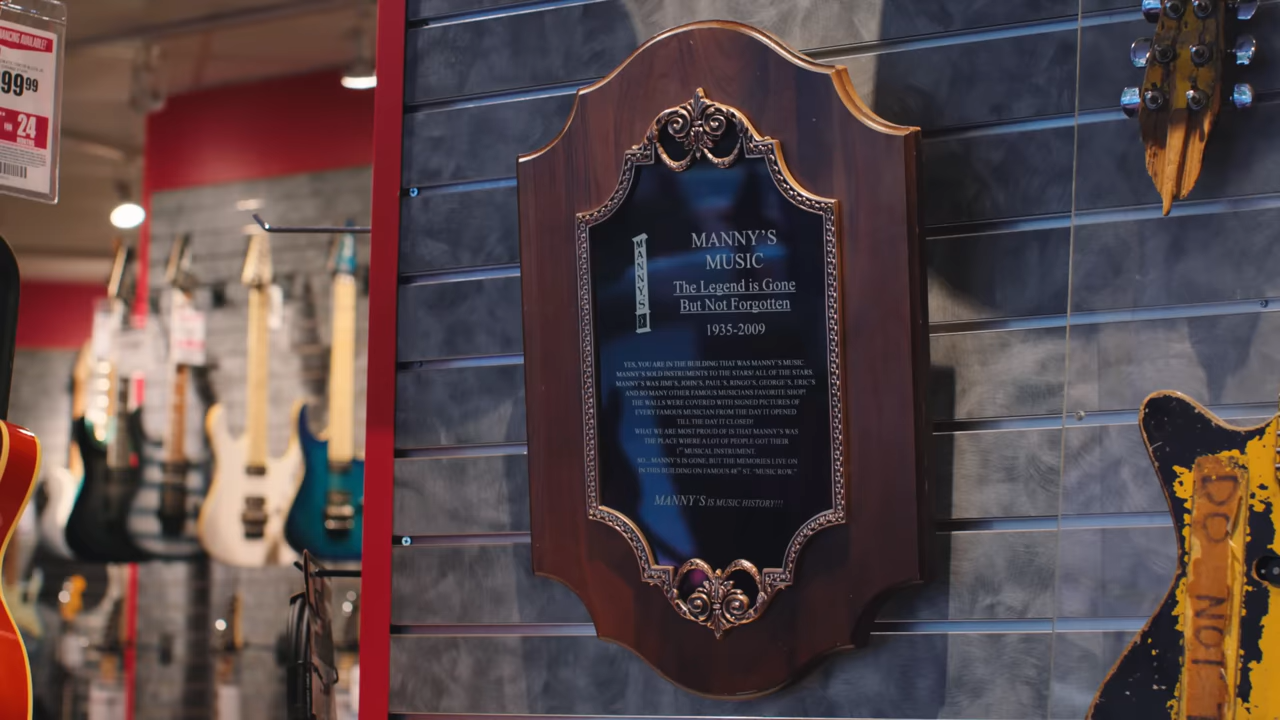 FINANCING AVAILABLE!
99⁹⁹
FOR 24
MANNY'S
MANNY'S
MUSIC
The Legend is Gone
But Not Forgotten
1935-2009
YES, YOU ARE IN THE BUILDING THAT WAS MANNY'S MUSIC
MANNY'S SOLD INSTRUMENTS TO THE STARS! ALL OF THE STARS.
MANNY'S WAS JIMI'S, JOHN'S, PAUL'S, RINGO'S, GEORGE'S, ERIC'S
AND SO MANY OTHER FAMOUS MUSICIANS FAVORITE SHOP!
THE WALLS WERE COVERED WITH SIGNED PICTURES OF
EVERY FAMOUS MUSICIAN FROM THE DAY IT OPENED
TILL THE DAY IT CLOSED!
WHAT WE ARE MOST PROUD OF IS THAT MANNY'S WAS
THE PLACE WHERE A LOT OF PEOPLE GOT THEIR
1ˢᵀ MUSICAL INSTRUMENT.
SO... MANNY'S IS GONE, BUT THE MEMORIES LIVE ON
IN THIS BUILDING ON FAMOUS 48ᵀᴴ ST. "MUSIC ROW."
MANNY'S IS MUSIC HISTORY!!!
DO NOT